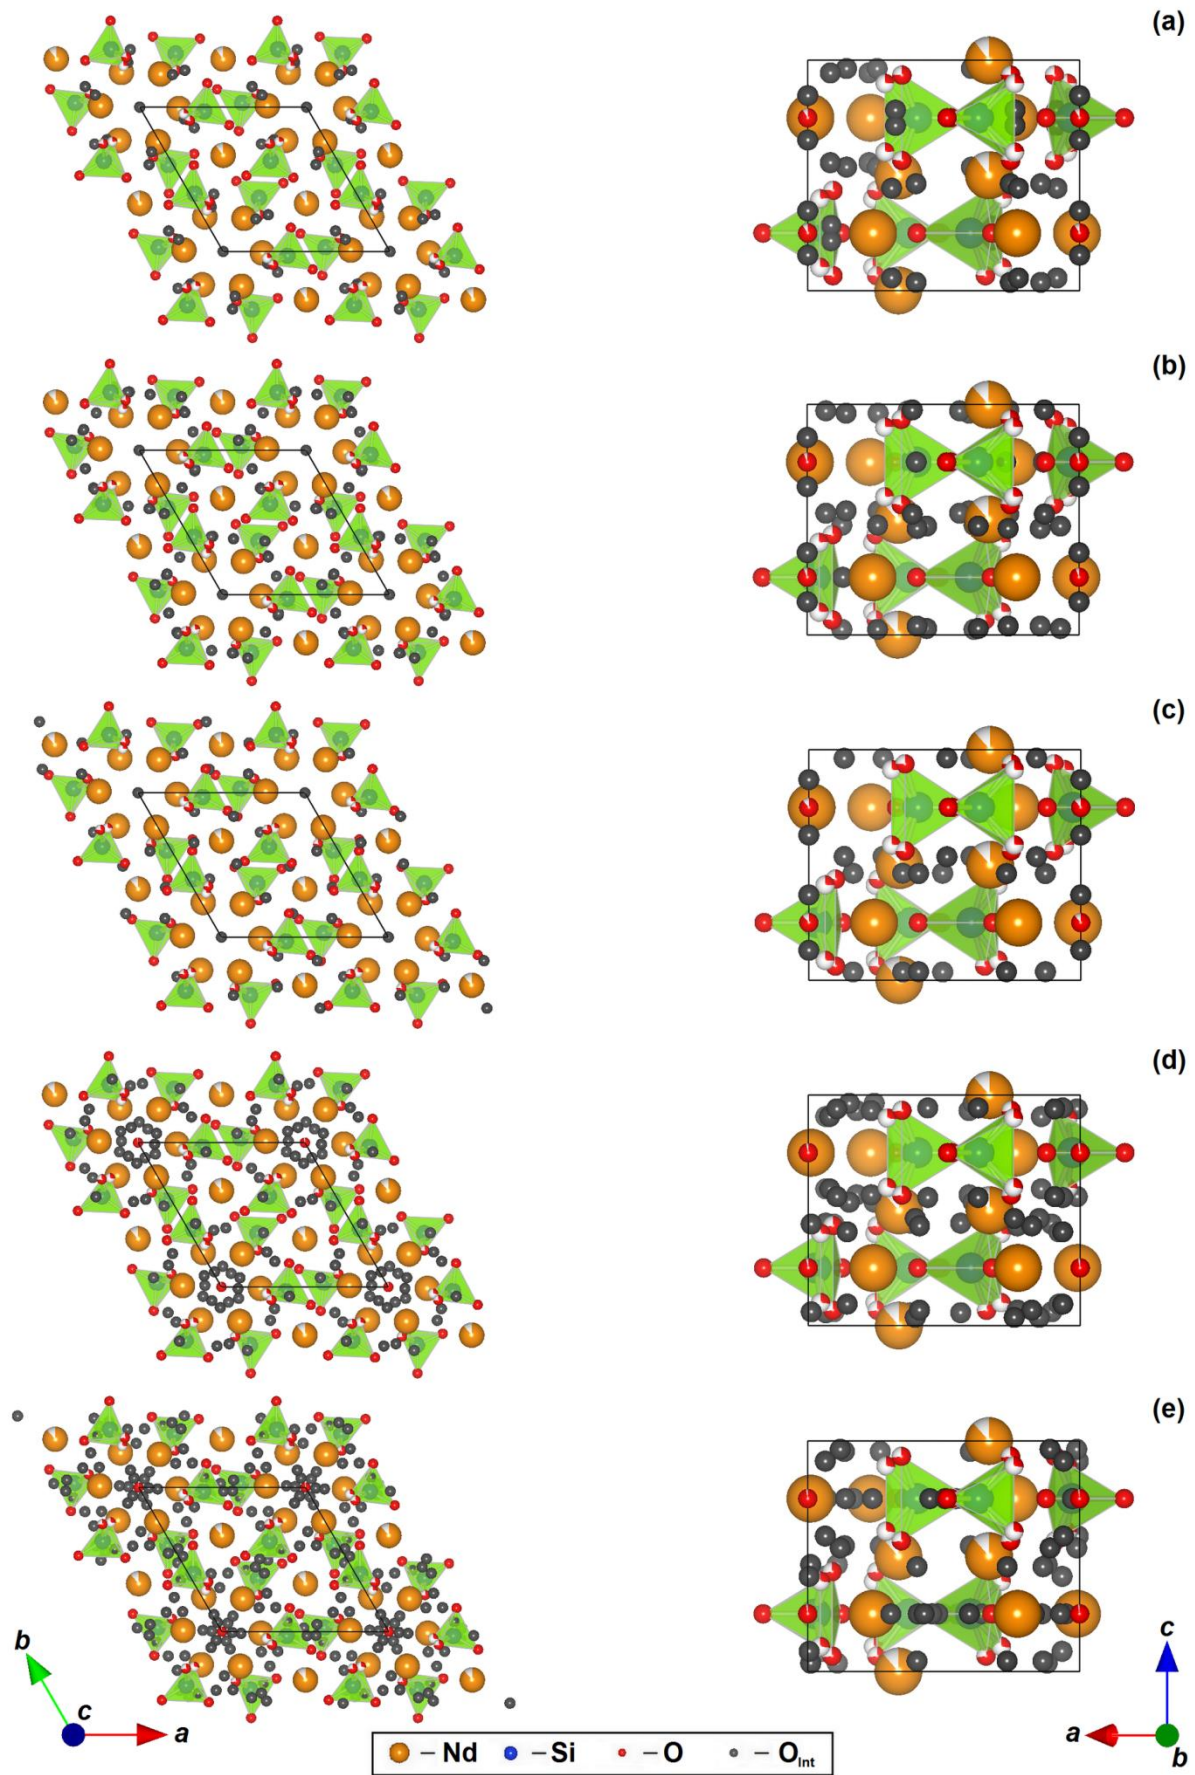 (a)
(b)
(c)
(d)
(e)
b
c
a
– Nd – Si – O – O_Int
c
a
b